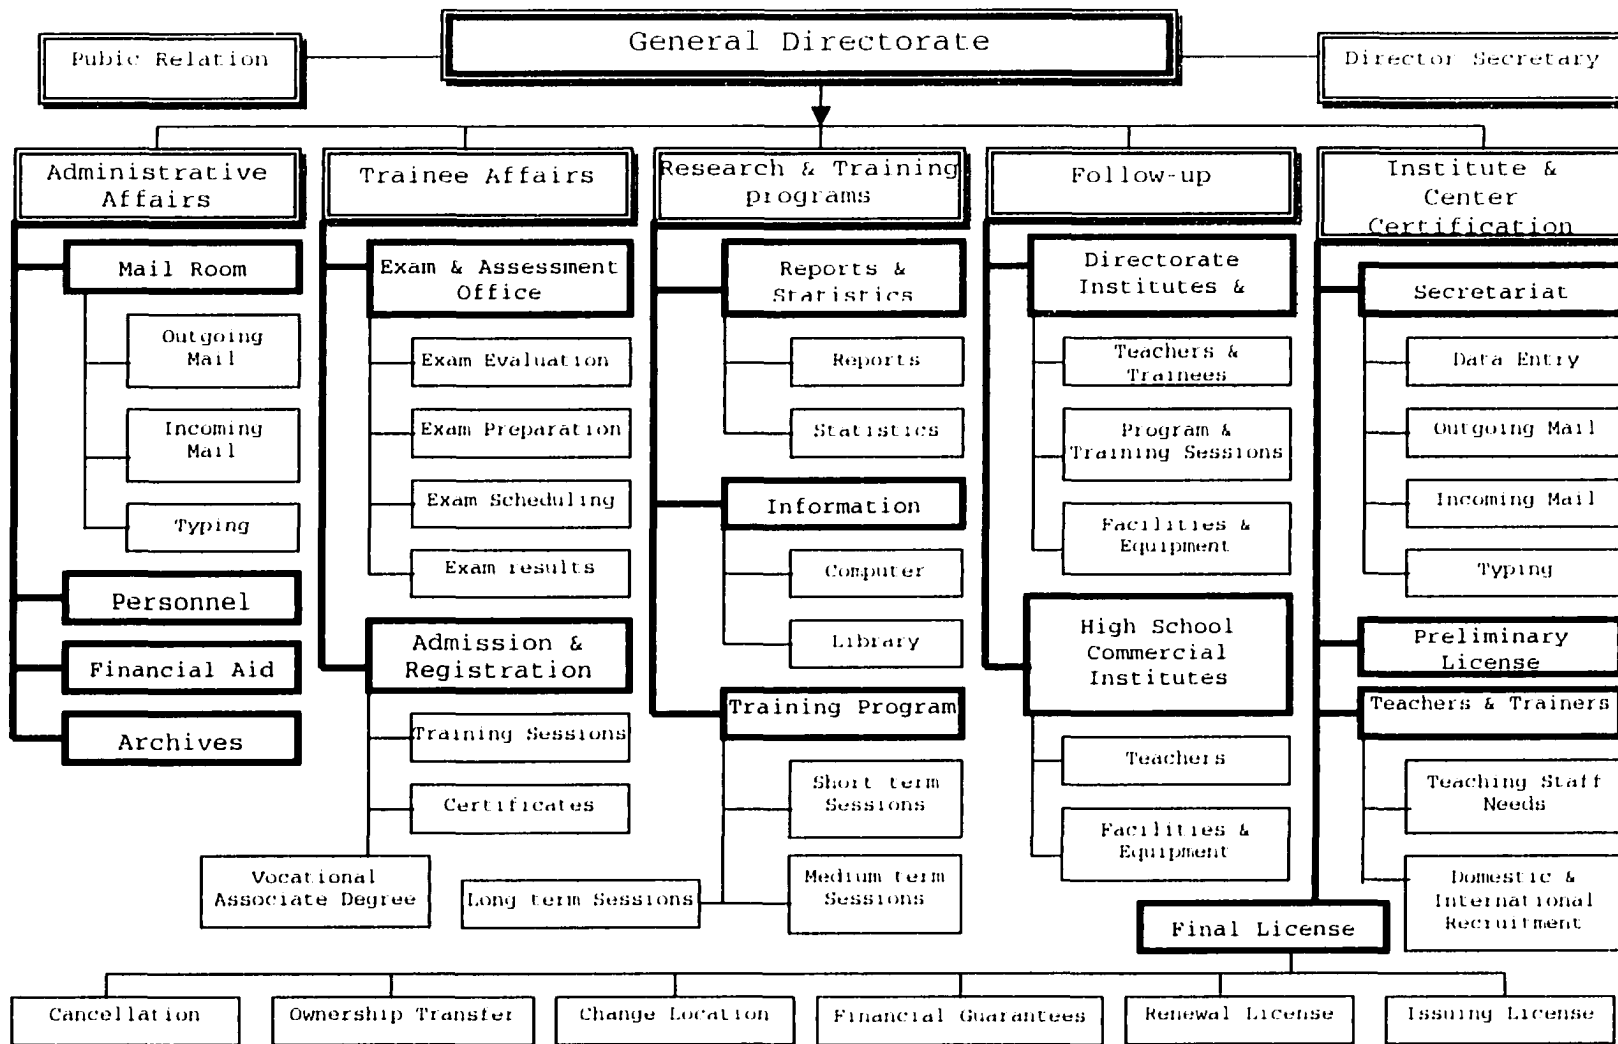 General Directorate
Pubic Relation
Director Secretary
Administrative
Affairs
Trainee Affairs
Research & Training
programs
Follow-up
Institute &
Center
Certification
Mail Room
Outgoing
Mail
Incoming
Mail
Typing
Personnel
Financial Aid
Archives
Exam & Assessment
Office
Exam Evaluation
Exam Preparation
Exam Scheduling
Exam results
Admission &
Registration
Training Sessions
Certificates
Vocational
Associate Degree
Reports &
Statistics
Reports
Statistics
Information
Computer
Library
Training Program
Short term
Sessions
Medium term
Sessions
Long term Sessions
Directorate
Institutes &
Teachers &
Trainees
Program &
Training Sessions
Facilities &
Equipment
High School
Commercial
Institutes
Teachers
Facilities &
Equipment
Secretariat
Data Entry
Outgoing Mail
Incoming Mail
Typing
Preliminary
License
Teachers & Trainers
Teaching Staff
Needs
Domestic &
International
Recruitment
Final License
Cancellation
Ownership Transfer
Change Location
Financial Guarantees
Renewal License
Issuing License